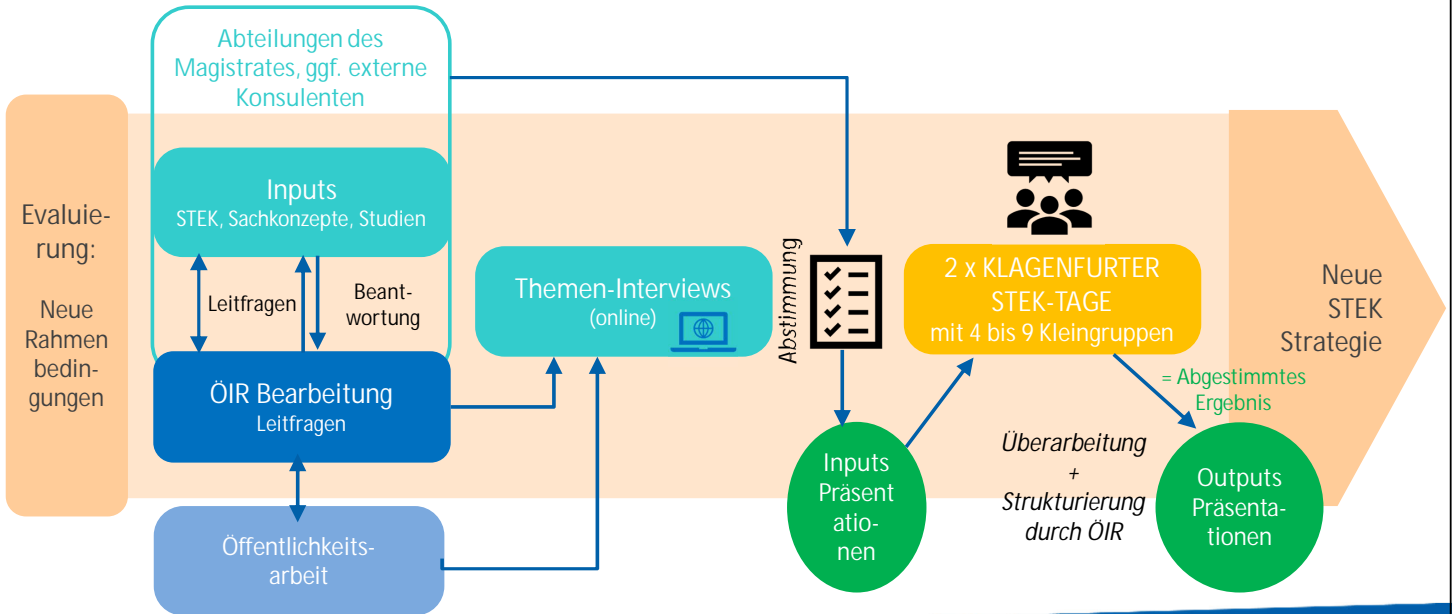 Abteilungen des
Magistrates, ggf. externe
Konsulenten
Evaluie-
rung:
Neue
Rahmen
bedin-
gungen
Inputs
STEK, Sachkonzepte, Studien
Leitfragen
Beant-
wortung
ÖIR Bearbeitung
Leitfragen
Öffentlichkeits-
arbeit
Themen-Interviews
(online)
Abstimmung
Inputs
Präsent
atio-
nen
2 x KLAGENFURTER
STEK-TAGE
mit 4 bis 9 Kleingruppen
= Abgestimmtes
Ergebnis
Überarbeitung
+
Strukturierung
durch ÖIR
Outputs
Präsenta-
tionen
Neue
STEK
Strategie